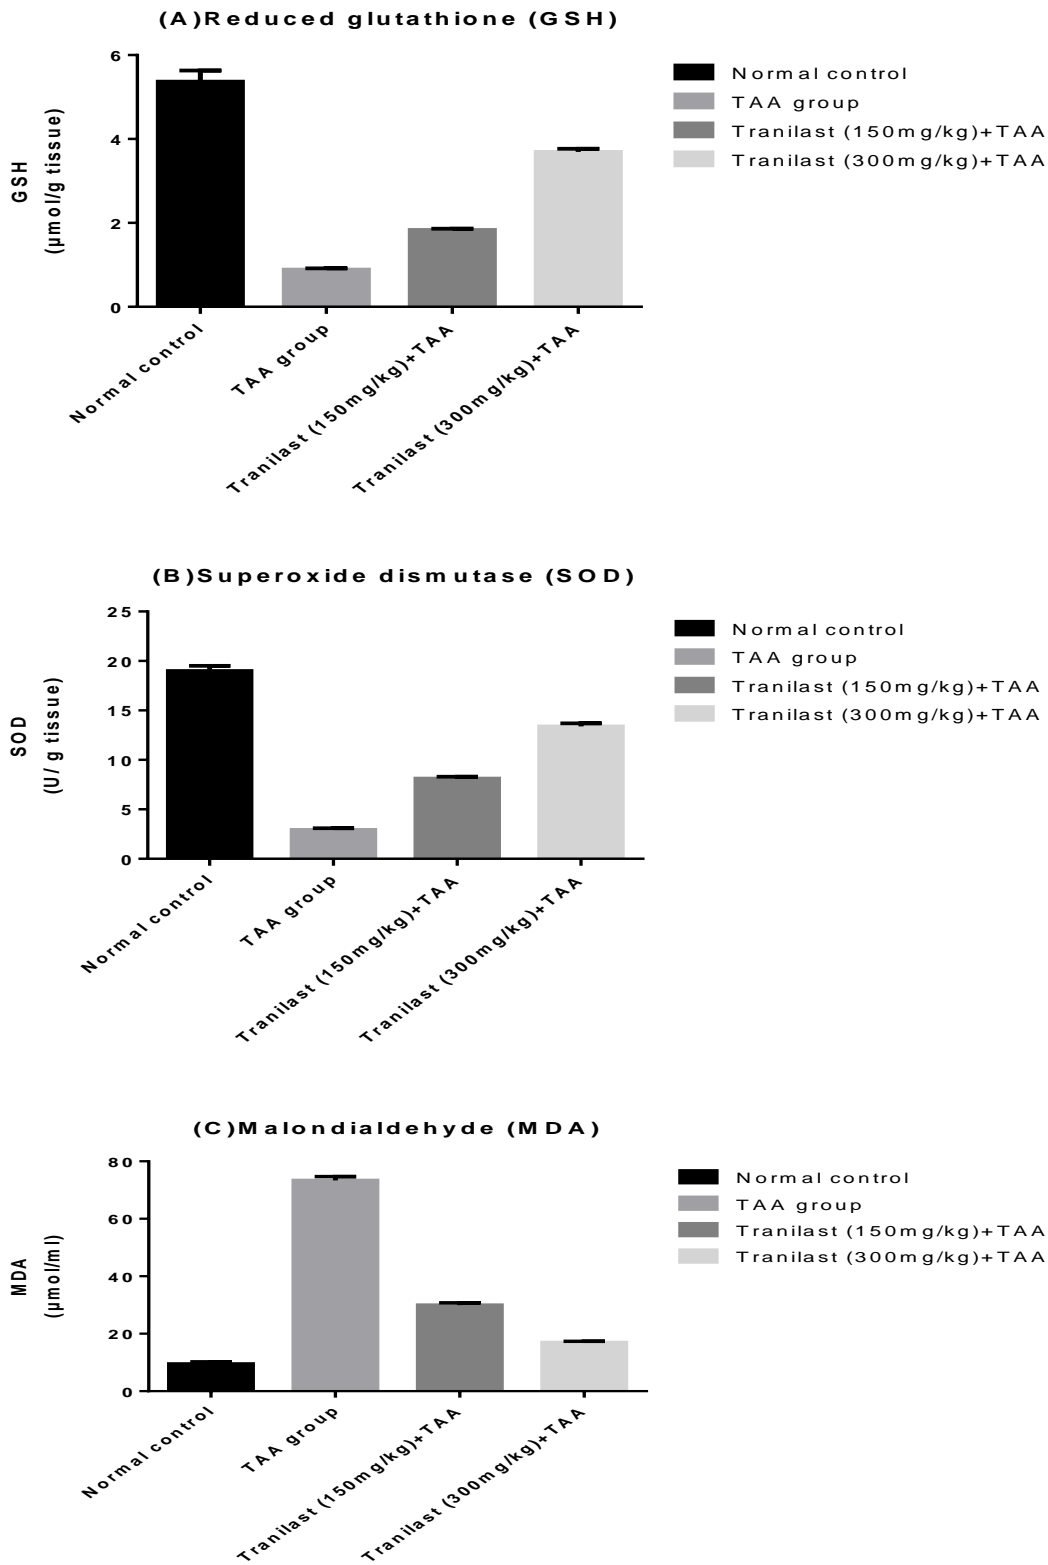 (A)Reduced glutathione (GSH)
GSH
(µmol/g tissue)
6
4
2
0
Normal control
TAA group
Tranilast (150mg/kg)+TAA
Tranilast (300mg/kg)+TAA
Normal control
TAA group
Tranilast (150mg/kg)+TAA
Tranilast (300mg/kg)+TAA
(B)Superoxide dismutase (SOD)
SOD
(U/ g tissue)
25
20
15
10
5
0
Normal control
TAA group
Tranilast (150mg/kg)+TAA
Tranilast (300mg/kg)+TAA
Normal control
TAA group
Tranilast (150mg/kg)+TAA
Tranilast (300mg/kg)+TAA
(C)Malondialdehyde (MDA)
MDA
(µmol/ml)
80
60
40
20
0
Normal control
TAA group
Tranilast (150mg/kg)+TAA
Tranilast (300mg/kg)+TAA
Normal control
TAA group
Tranilast (150mg/kg)+TAA
Tranilast (300mg/kg)+TAA